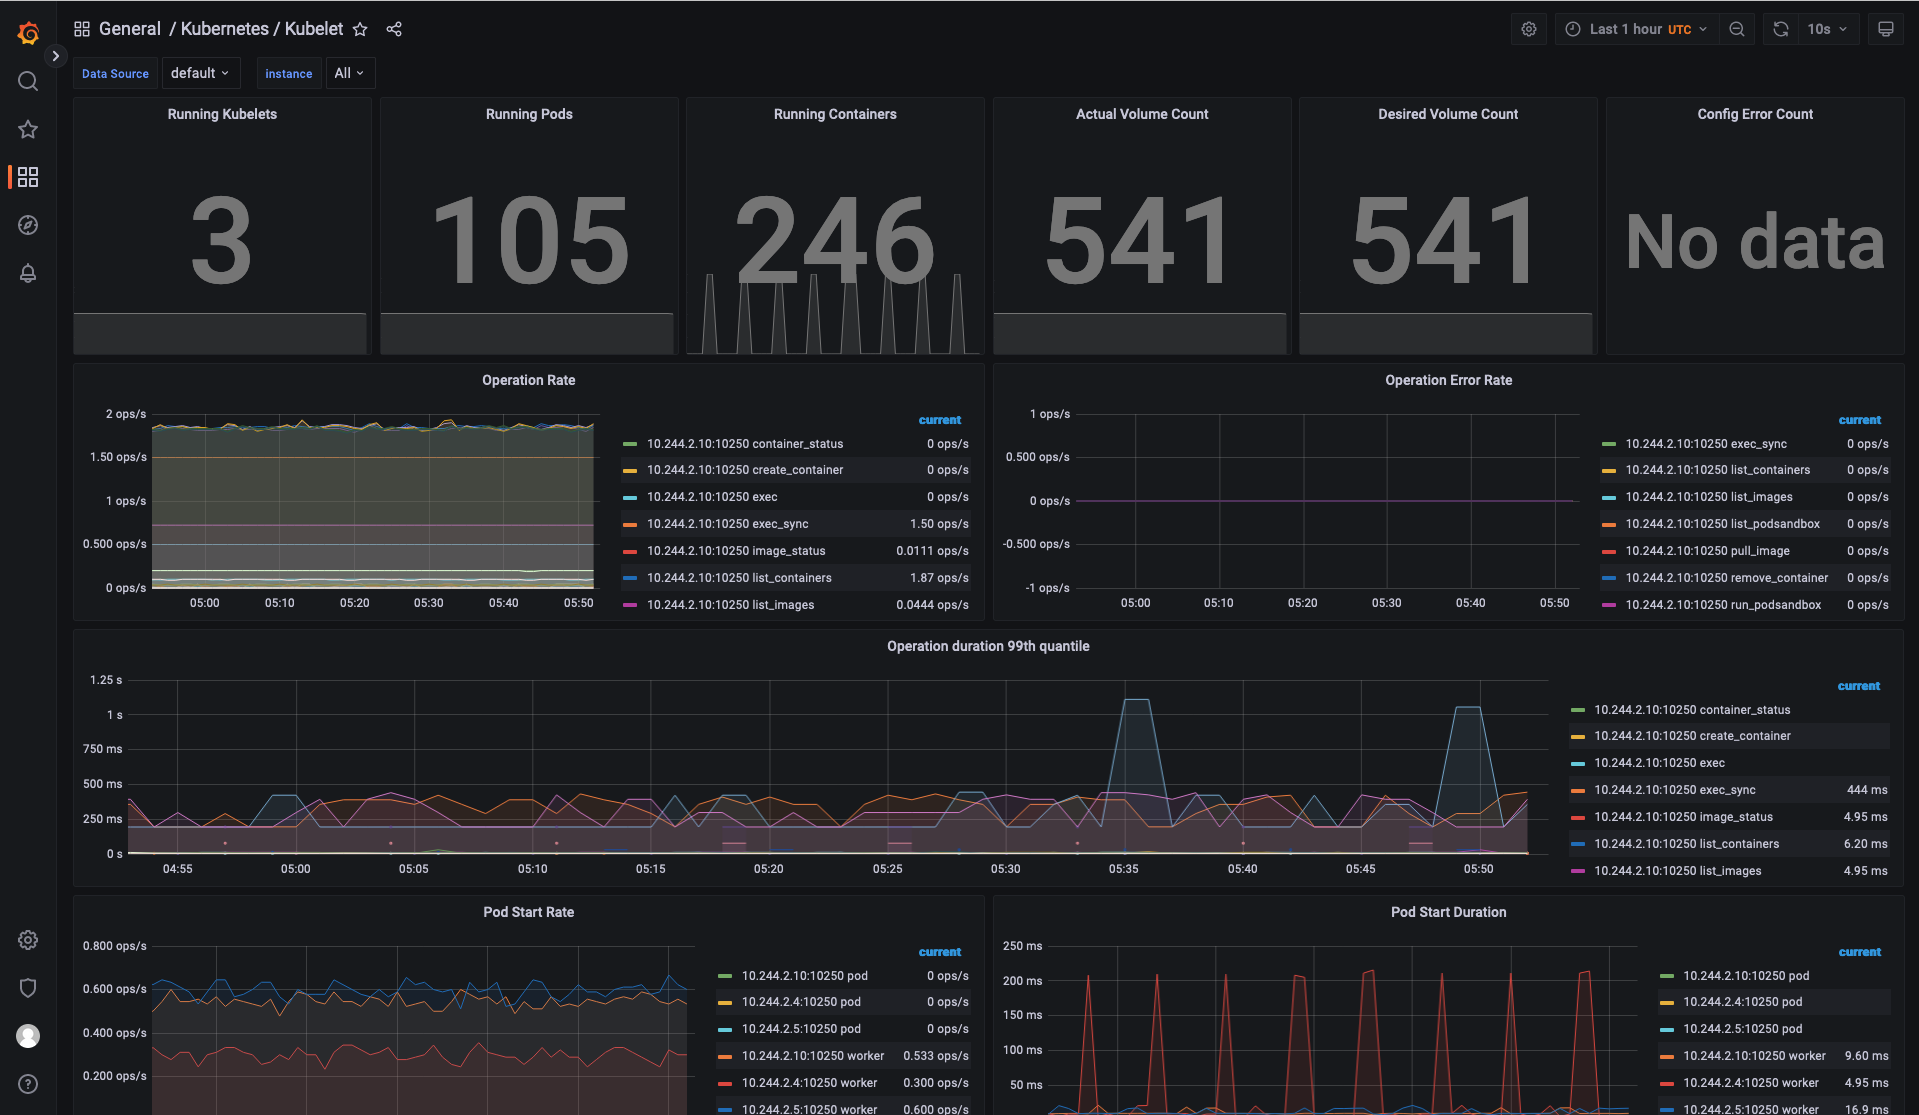 General / Kubernetes / Kubelet
Last 1 hour UTC
10s
Data Source default instance All
Running Kubelets
3
Running Pods
105
Running Containers
246
Actual Volume Count
541
Desired Volume Count
541
Config Error Count
No data
Operation Rate
2 ops/s
1.50 ops/s
1 ops/s
0.500 ops/s
0 ops/s
05:00 05:10 05:20 05:30 05:40 05:50
current
10.244.2.10:10250 container_status 0 ops/s
10.244.2.10:10250 create_container 0 ops/s
10.244.2.10:10250 exec 0 ops/s
10.244.2.10:10250 exec_sync 1.50 ops/s
10.244.2.10:10250 image_status 0.0111 ops/s
10.244.2.10:10250 list_containers 1.87 ops/s
10.244.2.10:10250 list_images 0.0444 ops/s
Operation Error Rate
1 ops/s
0.500 ops/s
0 ops/s
-0.500 ops/s
-1 ops/s
05:00 05:10 05:20 05:30 05:40 05:50
current
10.244.2.10:10250 exec_sync 0 ops/s
10.244.2.10:10250 list_containers 0 ops/s
10.244.2.10:10250 list_images 0 ops/s
10.244.2.10:10250 list_podsandbox 0 ops/s
10.244.2.10:10250 pull_image 0 ops/s
10.244.2.10:10250 remove_container 0 ops/s
10.244.2.10:10250 run_podsandbox 0 ops/s
Operation duration 99th quantile
1.25 s
1 s
750 ms
500 ms
250 ms
0 s
04:55 05:00 05:05 05:10 05:15 05:20 05:25 05:30 05:35 05:40 05:45 05:50
current
10.244.2.10:10250 container_status
10.244.2.10:10250 create_container
10.244.2.10:10250 exec
10.244.2.10:10250 exec_sync 444 ms
10.244.2.10:10250 image_status 4.95 ms
10.244.2.10:10250 list_containers 6.20 ms
10.244.2.10:10250 list_images 4.95 ms
Pod Start Rate
0.800 ops/s
0.600 ops/s
0.400 ops/s
0.200 ops/s
current
10.244.2.10:10250 pod 0 ops/s
10.244.2.4:10250 pod 0 ops/s
10.244.2.5:10250 pod 0 ops/s
10.244.2.10:10250 worker 0.533 ops/s
10.244.2.4:10250 worker 0.300 ops/s
10.244.2.5:10250 worker 0.600 ops/s
Pod Start Duration
250 ms
200 ms
150 ms
100 ms
50 ms
current
10.244.2.10:10250 pod
10.244.2.4:10250 pod
10.244.2.5:10250 pod
10.244.2.10:10250 worker 9.60 ms
10.244.2.4:10250 worker 4.95 ms
10.244.2.5:10250 worker 16.9 ms